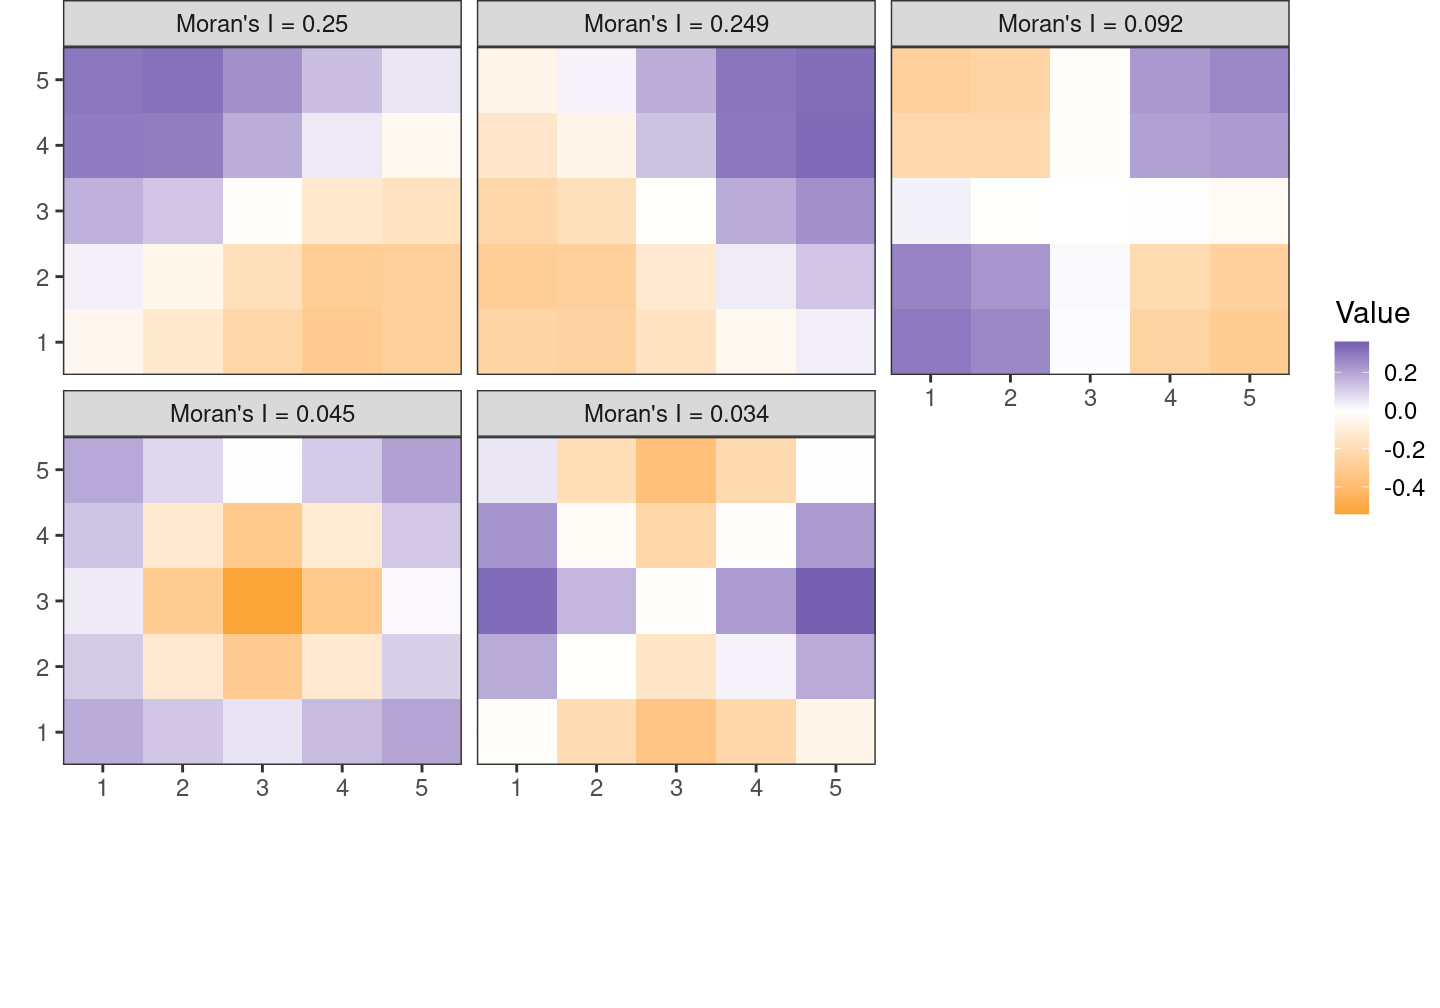 Moran's I = 0.25
Moran's I = 0.249
Moran's I = 0.092
5
4
3
2
1
1 2 3 4 5
Value
0.2
0.0
-0.2
-0.4
Moran's I = 0.045
Moran's I = 0.034
5
4
3
2
1
1 2 3 4 5
1 2 3 4 5